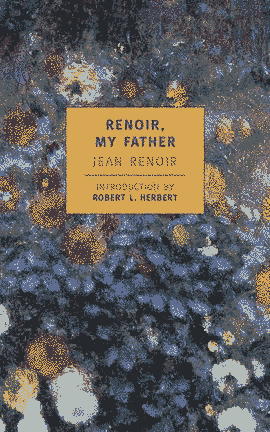 RENOIR,
MY FATHER
JEAN RENOIR
INTRODUCTION BY
ROBERT L. HERBERT